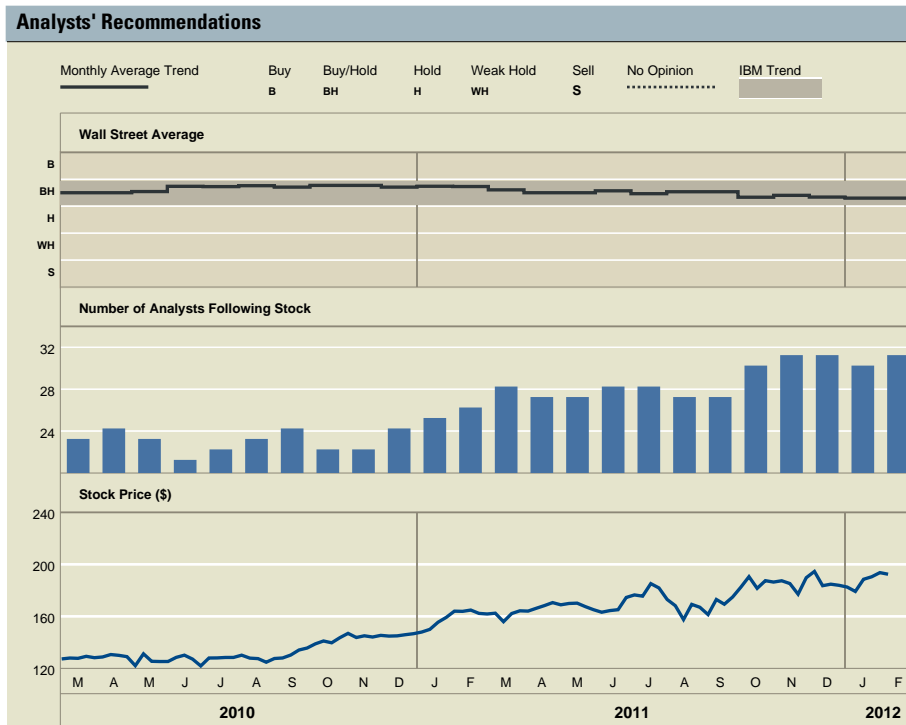 Analysts' Recommendations
Monthly Average Trend Buy Buy/Hold Hold Weak Hold Sell No Opinion IBM Trend
B BH H WH S
Wall Street Average
B
BH
H
WH
S
Number of Analysts Following Stock
32
28
24
Stock Price ($)
240
200
160
120
M A M J J A S O N D J F M A M J J A S O N D J F
2010 2011 2012